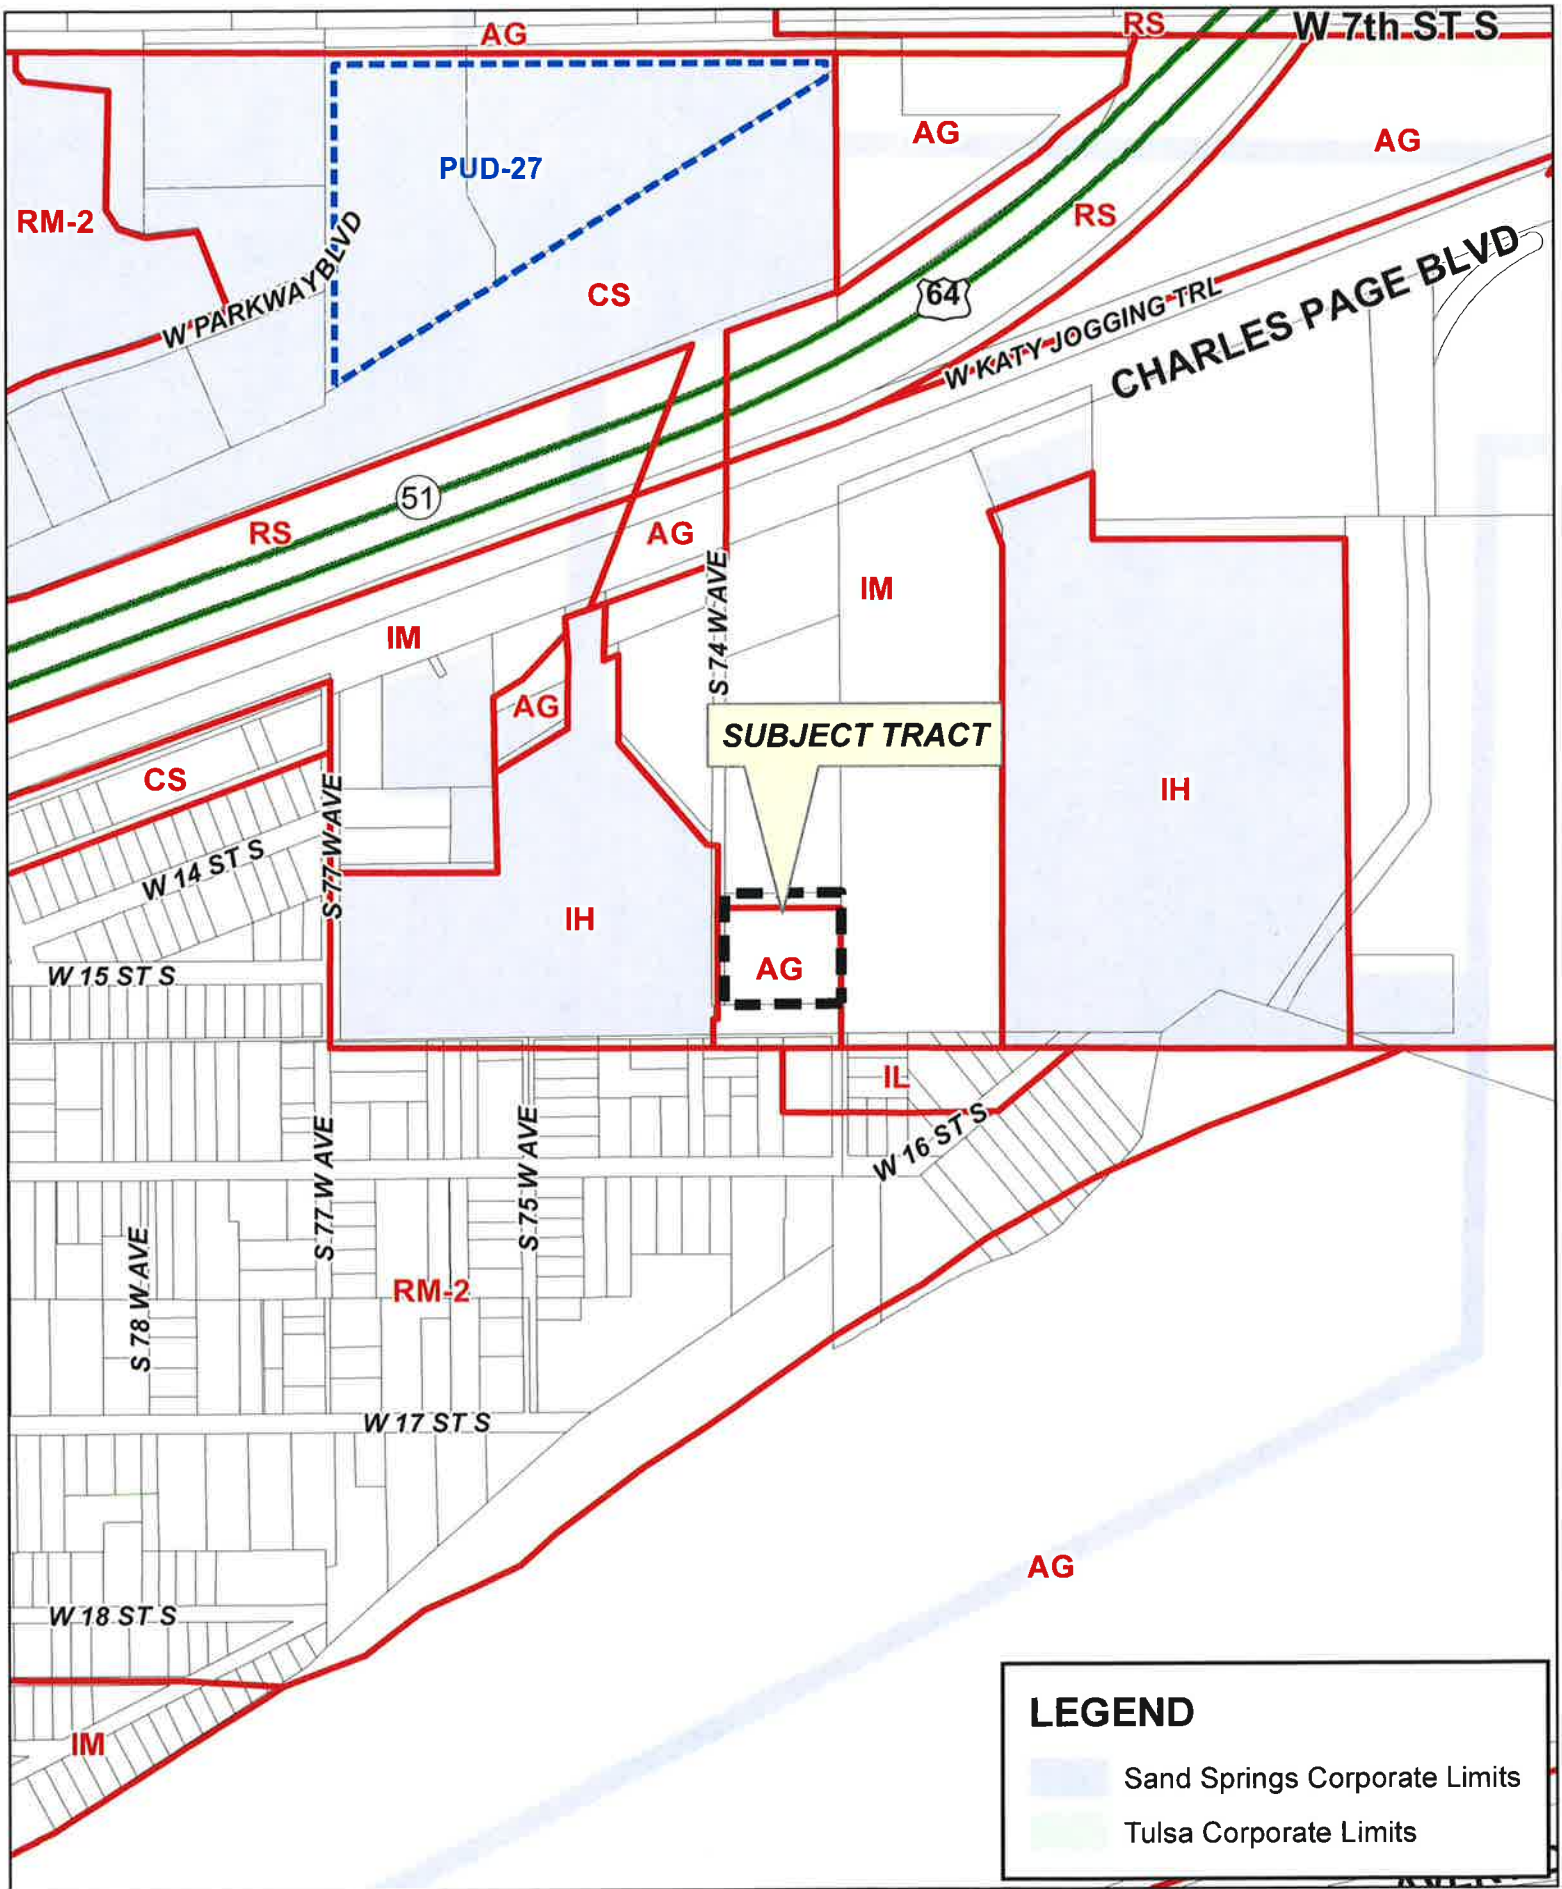 AG
RS
W 7th ST S
AG
AG
PUD-27
RM-2
RS
W PARKWAY BLVD
CS
64
W KATY JOGGING TRL
CHARLES PAGE BLVD
51
RS
AG
S 74 W AVE
IM
IM
AG
SUBJECT TRACT
CS
IH
S 77 W AVE
W 14 ST S
IH
AG
W 15 ST S
IL
W 16 ST S
S 77 W AVE
S 75 W AVE
S 78 W AVE
RM-2
W 17 ST S
AG
W 18 ST S
IM
LEGEND
Sand Springs Corporate Limits
Tulsa Corporate Limits